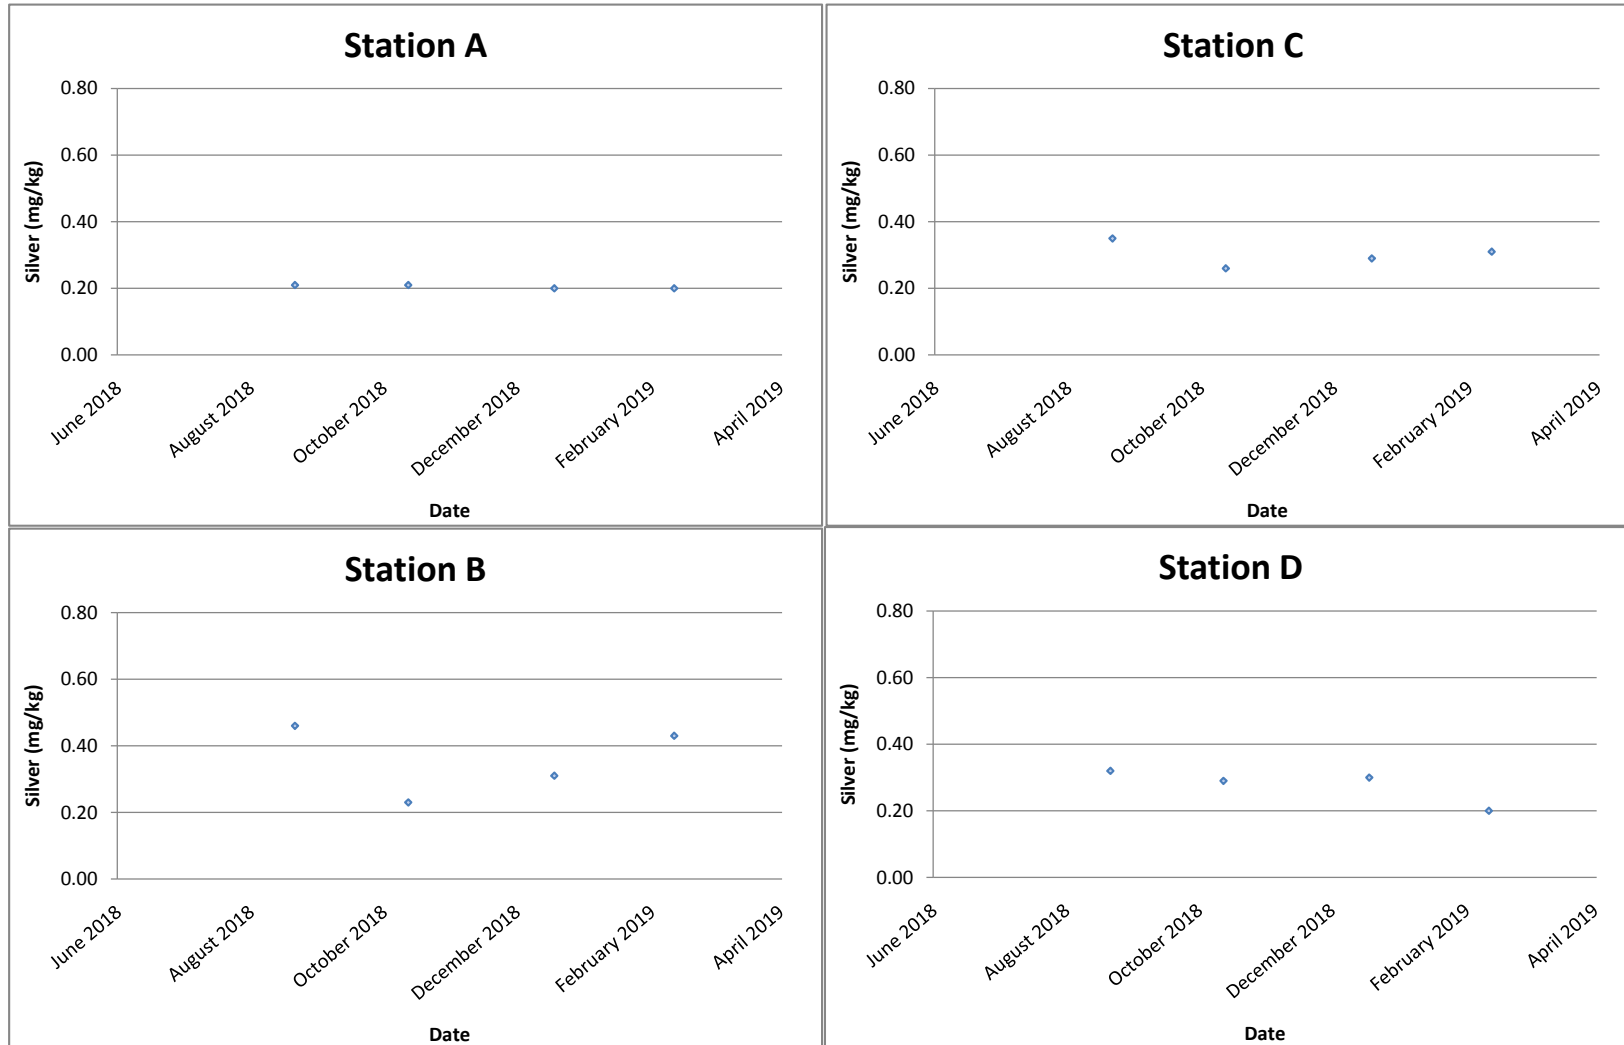 Station A
Silver (mg/kg)
0.80
0.60
0.40
0.20
0.00
June 2018
August 2018
October 2018
December 2018
February 2019
April 2019
Date
Station C
Silver (mg/kg)
0.80
0.60
0.40
0.20
0.00
June 2018
August 2018
October 2018
December 2018
February 2019
April 2019
Date
Station B
Silver (mg/kg)
0.80
0.60
0.40
0.20
0.00
June 2018
August 2018
October 2018
December 2018
February 2019
April 2019
Date
Station D
Silver (mg/kg)
0.80
0.60
0.40
0.20
0.00
June 2018
August 2018
October 2018
December 2018
February 2019
April 2019
Date